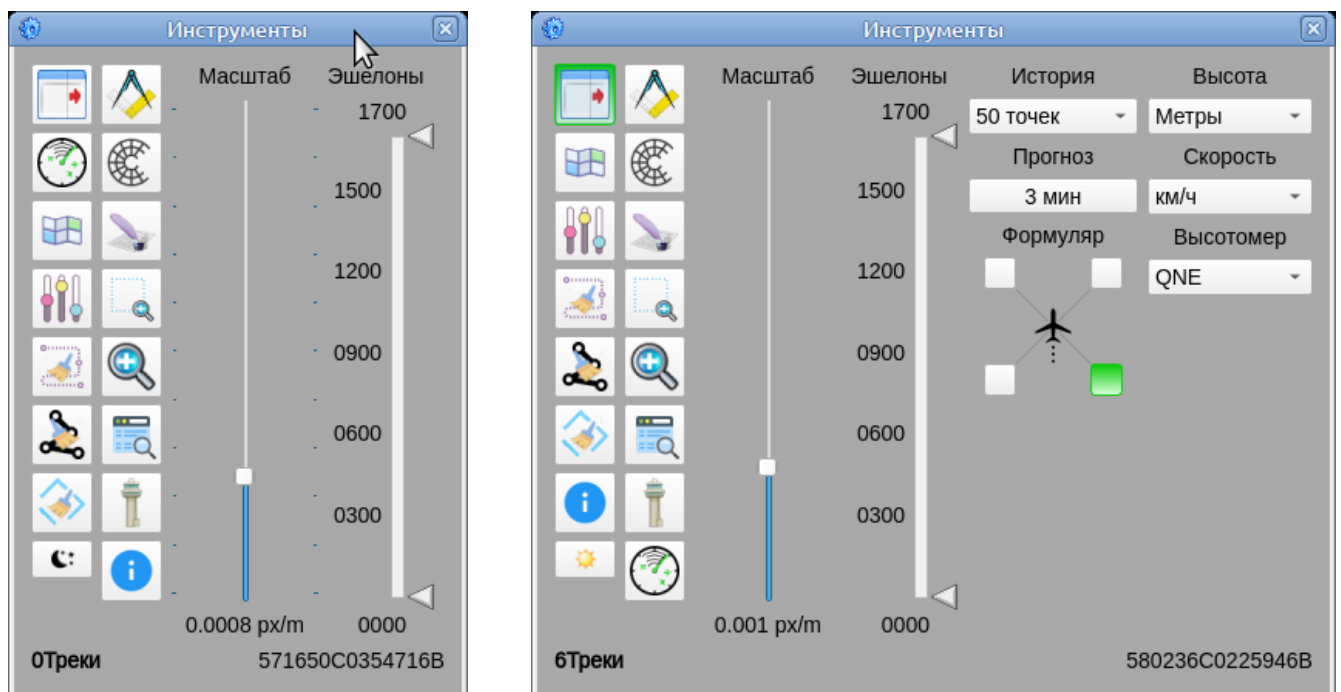 Инструменты
Масштаб Эшелоны
1700
1500
1200
0900
0600
0300
0.0008 px/m 0000
0Треки 571650C0354716B
Инструменты
Масштаб Эшелоны История Высота
1700 50 точек Метры
Прогноз Скорость
1500 3 мин км/ч
Формуляр Высотомер
1200 QNE
0900
0600
0300
0.001 px/m 0000
6Треки 580236C0225946B